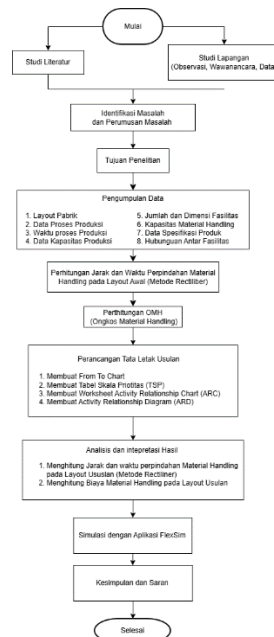 Mulai
Studi Literatur
Studi Lapangan
(Observasi, Wawanancara, Data)
Identifikasi Masalah
dan Perumusan Masalah
Tujuan Penelitian
Pengumpulan Data
1. Layout Pabrik
2. Data Proses Produksi
3. Waktu proses Produksi
4. Data Kapasitas Produksi
5. Jumlah dan Dimensi Fasilitas
6. Kapasitas Material Handling
7. Data Spesifikasi Produk
8. Hubunguan Antar Fasilitas
Perhitungan Jarak dan Waktu Perpindahan Material
Handling pada Layout Awal (Metode Rectiliber)
Perthitungan OMH
(Ongkos Material Handling)
Perancangan Tata Letak Usulan
1. Membuat From To Chart
2. Membuat Tabel Skala Priotitas (TSP)
3. Membuat Worksheet Activity Relationship Chart (ARC)
4. Membuat Activity Relationship Diagram (ARD)
Analisis dan intepretasi Hasil
1. Menghitung Jarak dan waktu perpindahan Material Handling
pada Layout Ususlan (Metode Rectiliner)
2. Menghitung Biaya Material Handling pada Layout Usulan
Simulasi dengan Aplikasi FlexSim
Kesimpulan dan Saran
Selesai